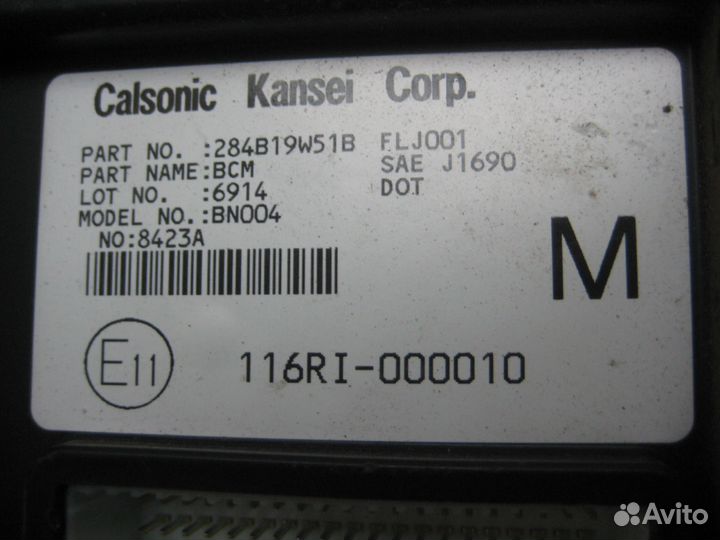 Calsonic Kansei Corp.
PART NO. :284B19W51B FLJ001
PART NAME:BCM SAE J1690
LOT NO. :6914 DOT
MODEL NO.:BN004
NO:8423A
M
E11 116RI-000010
Avito